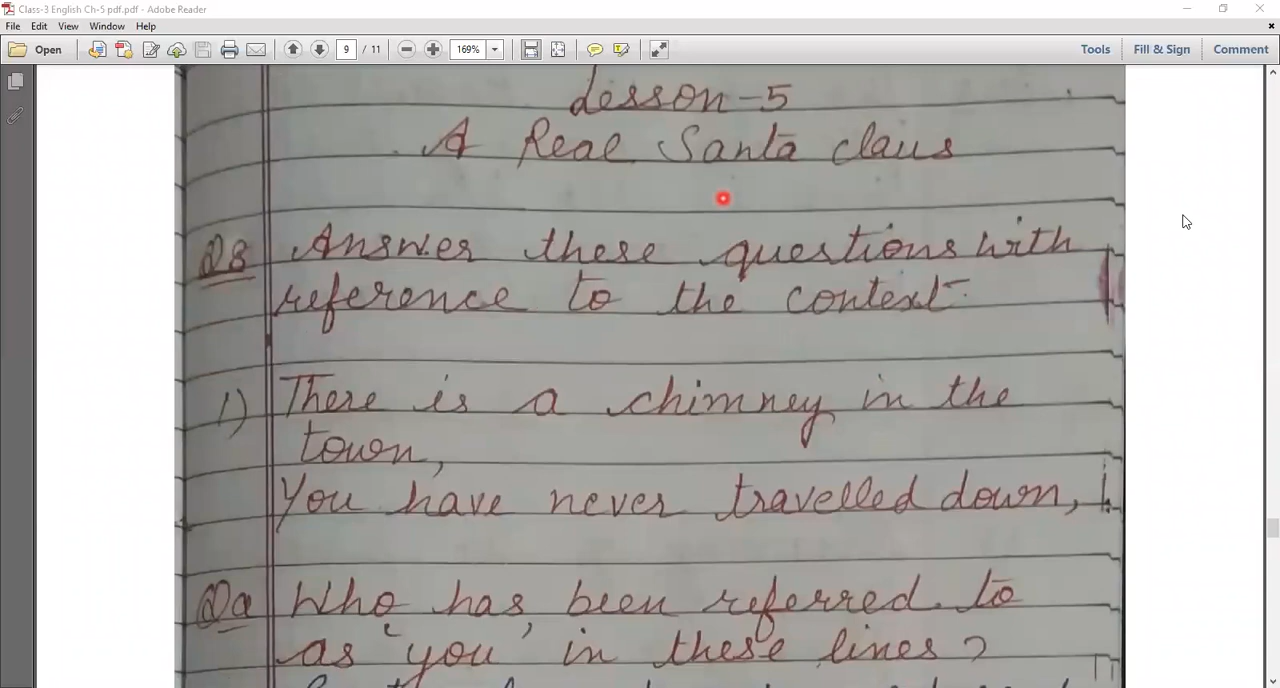 Class-3 English Ch-5 pdf.pdf - Adobe Reader
File Edit View Window Help
Open 9 / 11 169% Tools Fill & Sign Comment
Lesson-5
A Real Santa claus
Q3 Answer these questions with
reference to the context-
1) There is a chimney in the
town,
You have never travelled down,
Qa Who has been referred to
as 'you' in these lines?